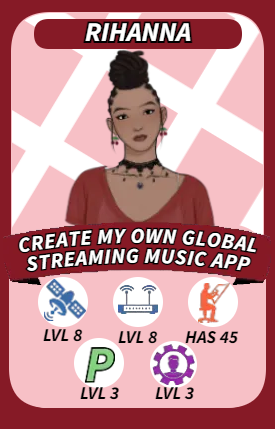 RIHANNA
CREATE MY OWN GLOBAL
STREAMING MUSIC APP
LVL 8
LVL 8
HAS 45
P
LVL 3
LVL 3